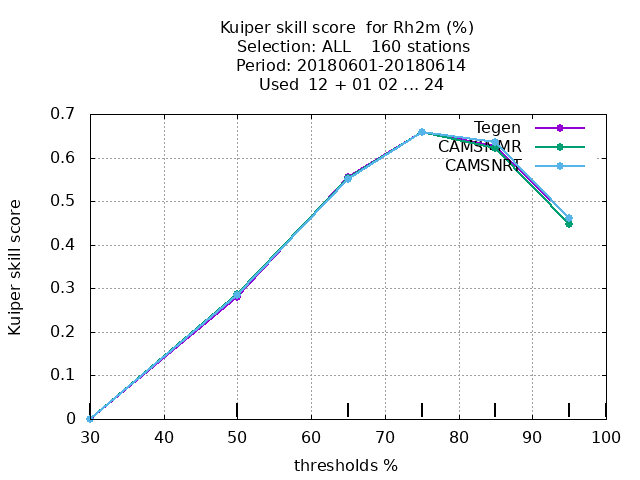 Kuiper skill score  for Rh2m (%)
Selection: ALL    160 stations
Period: 20180601-20180614
Used  12 + 01 02 ... 24
0.7
0.6
0.5
0.4
0.3
0.2
0.1
0
Kuiper skill score
Tegen
CAMSNRT
30 40 50 60 70 80 90 100
thresholds %